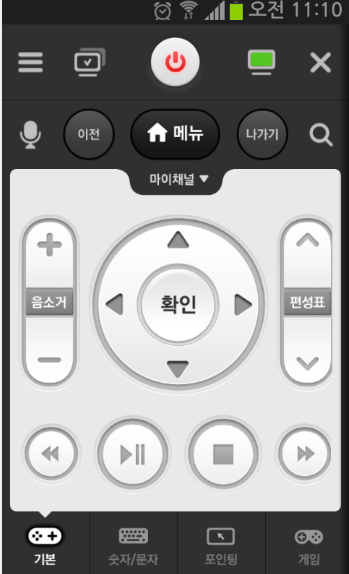 오전 11:10
이전
메뉴
나가기
마이채널 ▼
음소거
확인
편성표
기본
숫자/문자
포인팅
게임